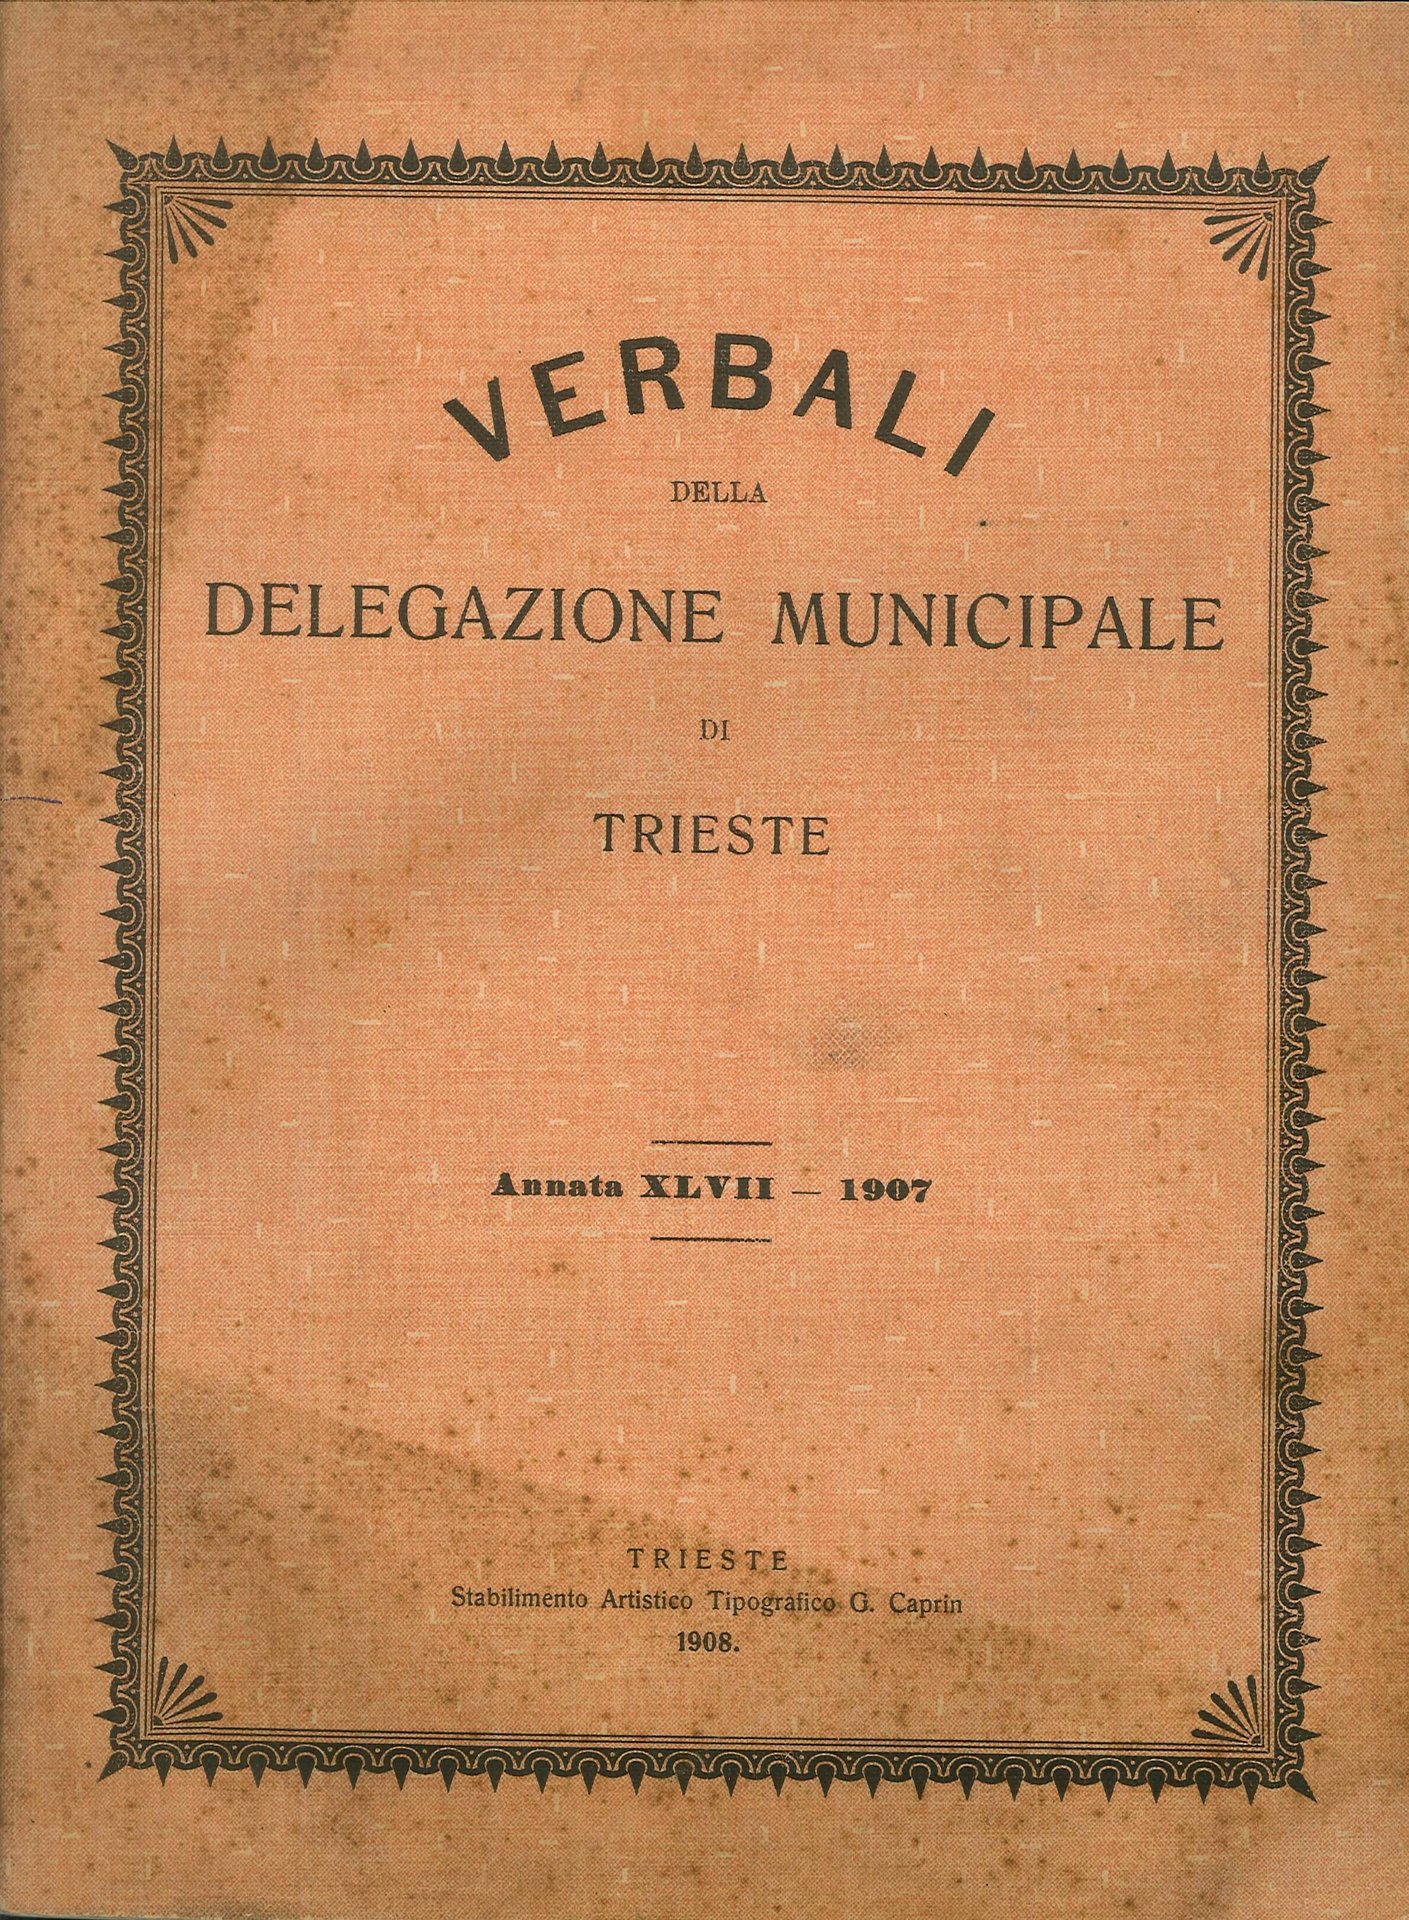 VERBALI
DELLA
DELEGAZIONE MUNICIPALE
DI
TRIESTE
Annata XLVII — 1907
TRIESTE
Stabilimento Artistico Tipografico G. Caprin
1908.